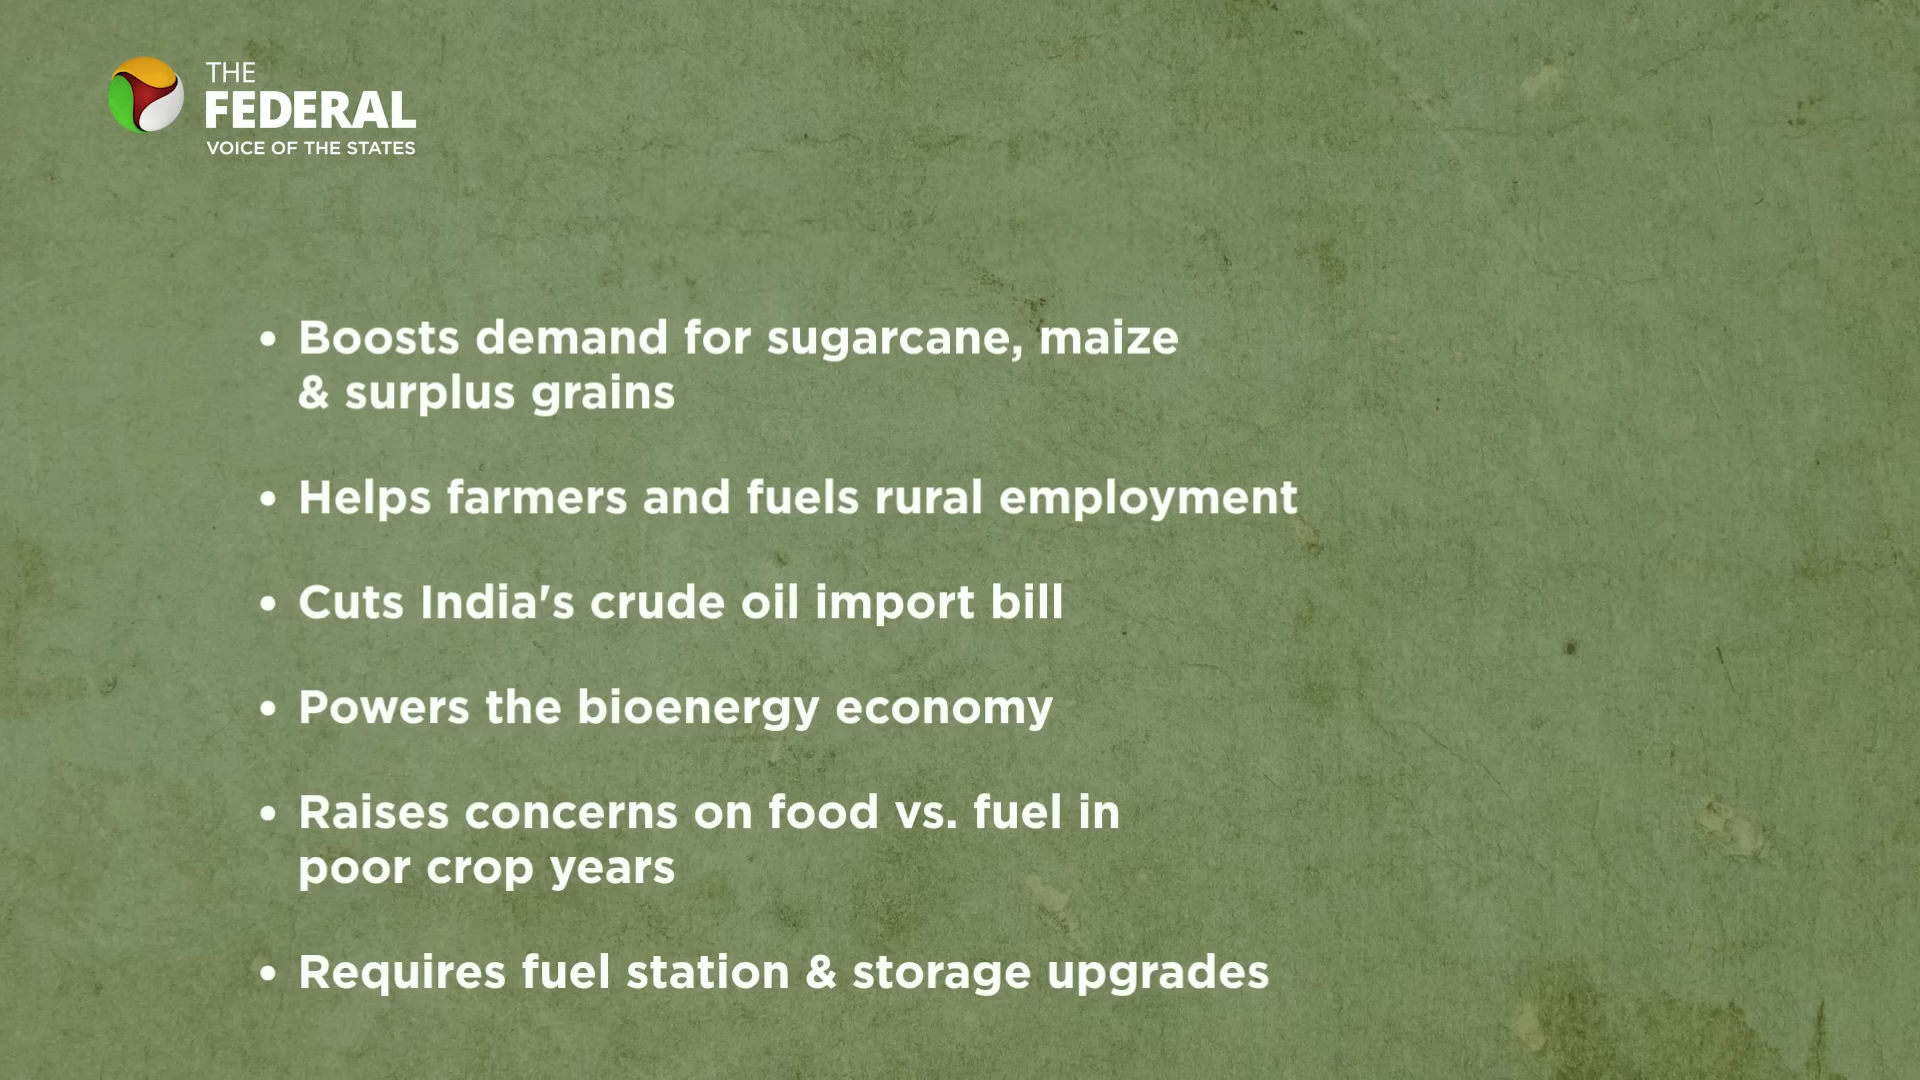 THE
FEDERAL
VOICE OF THE STATES
• Boosts demand for sugarcane, maize
& surplus grains
• Helps farmers and fuels rural employment
• Cuts India's crude oil import bill
• Powers the bioenergy economy
• Raises concerns on food vs. fuel in
poor crop years
• Requires fuel station & storage upgrades